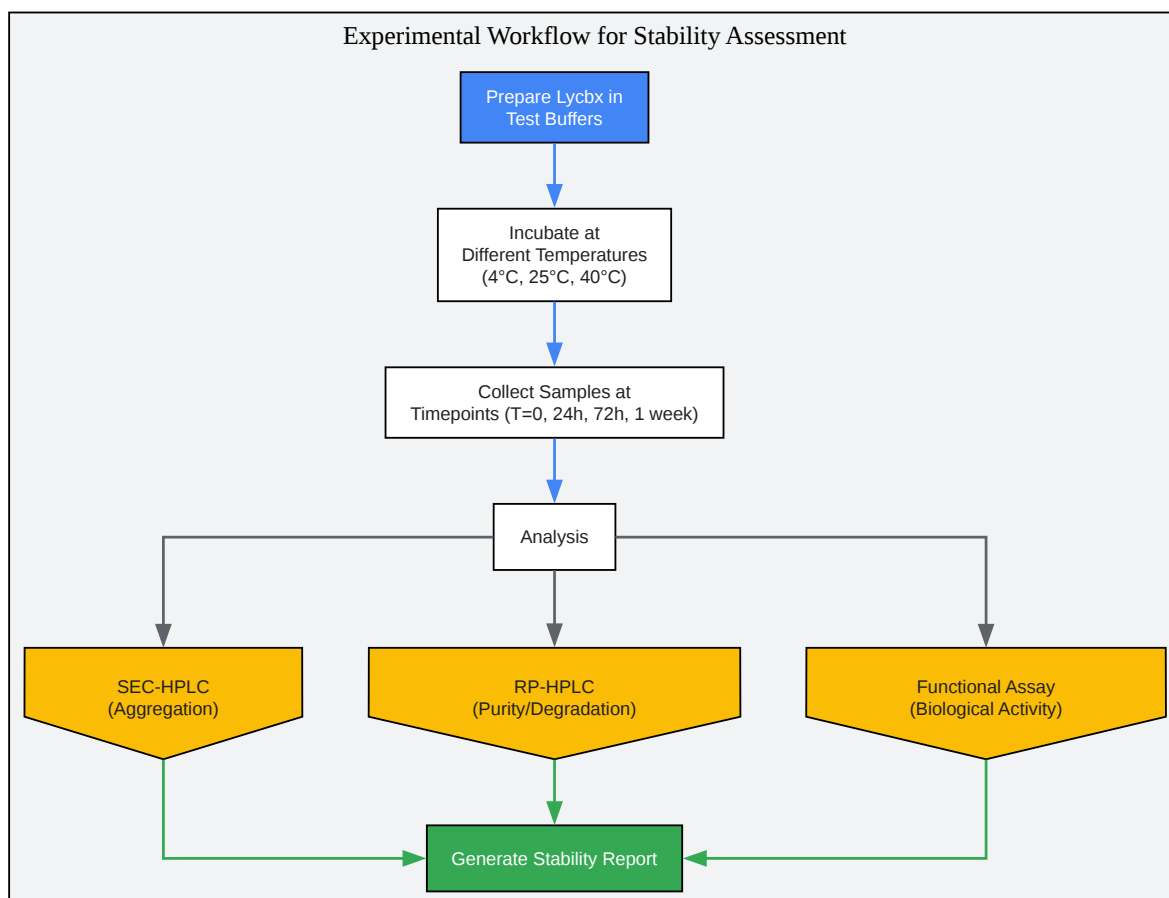 Experimental Workflow for Stability Assessment
Prepare Lycbx in
Test Buffers
Incubate at
Different Temperatures
(4°C, 25°C, 40°C)
Collect Samples at
Timepoints (T=0, 24h, 72h, 1 week)
Analysis
SEC-HPLC
(Aggregation)
RP-HPLC
(Purity/Degradation)
Functional Assay
(Biological Activity)
Generate Stability Report